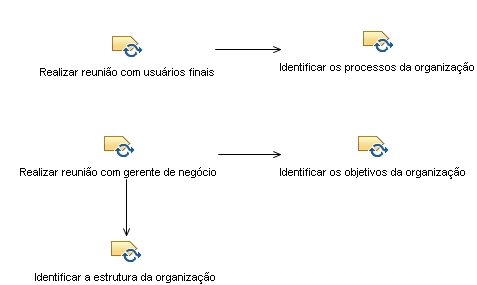 Realizar reunião com usuários finais
Identificar os processos da organização
Realizar reunião com gerente de negócio
Identificar os objetivos da organização
Identificar a estrutura da organização